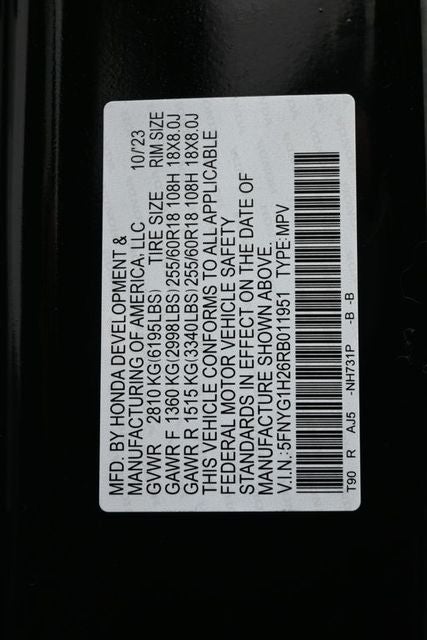 MFD. BY HONDA DEVELOPMENT &
MANUFACTURING OF AMERICA, LLC 10/'23
GVWR 2810 KG(6195LBS) TIRE SIZE RIM SIZE
GAWR F 1360 KG(2998LBS) 255/60R18 108H 18X8.0J
GAWR R 1515 KG(3340LBS) 255/60R18 108H 18X8.0J
THIS VEHICLE CONFORMS TO ALL APPLICABLE
FEDERAL MOTOR VEHICLE SAFETY
STANDARDS IN EFFECT ON THE DATE OF
MANUFACTURE SHOWN ABOVE.
V.I.N.:5FNYG1H26RB011951 TYPE:MPV
T90 R AJ5 -NH731P -B -B